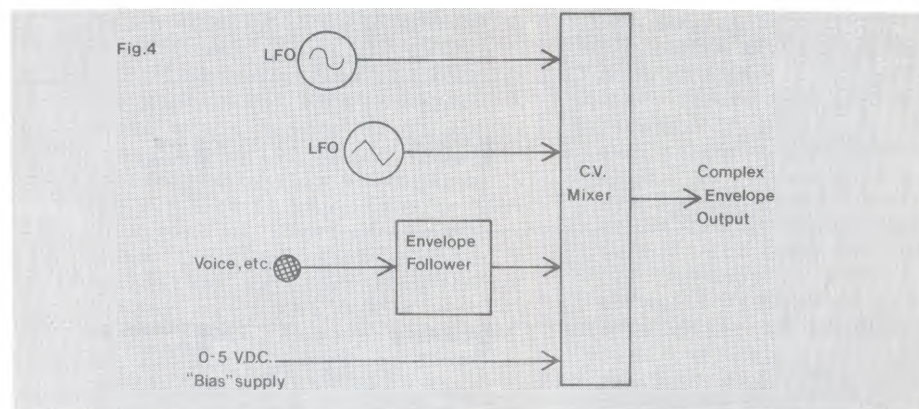 Fig.4
LFO
LFO
C.V.
Mixer
Complex
Envelope
Output
Envelope
Follower
Voice, etc.
0-5 V.D.C.
"Bias" supply